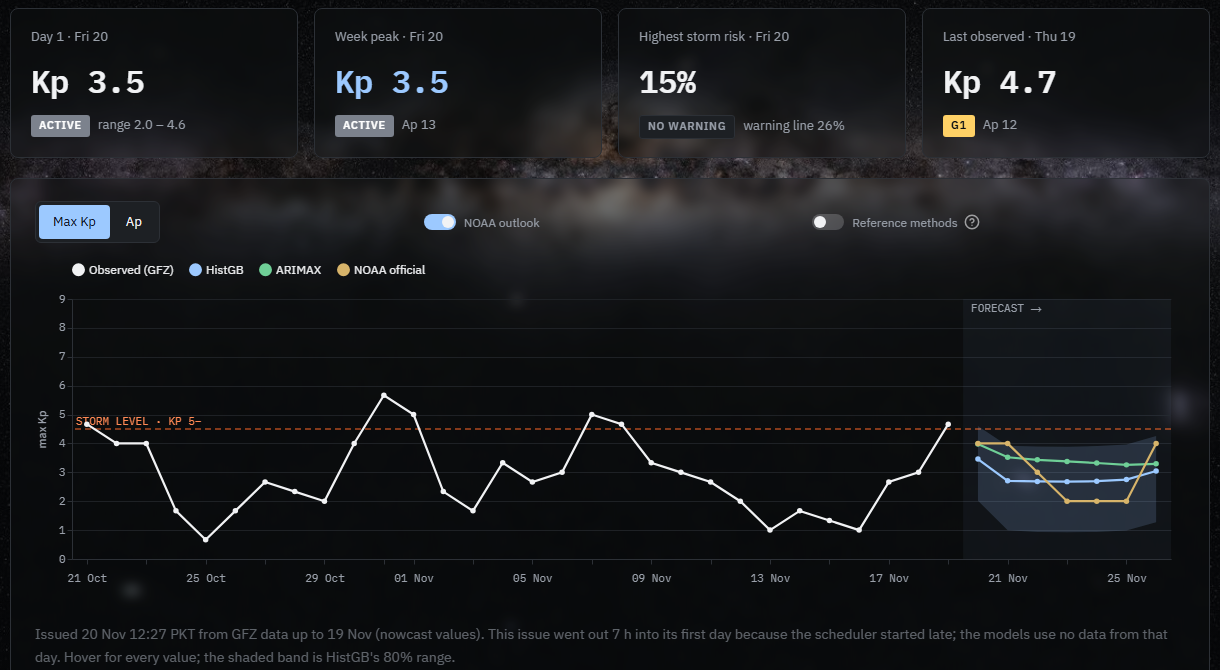 Day 1 · Fri 20
Kp 3.5
ACTIVE range 2.0 – 4.6
Week peak · Fri 20
Kp 3.5
ACTIVE Ap 13
Highest storm risk · Fri 20
15%
NO WARNING warning line 26%
Last observed · Thu 19
Kp 4.7
G1 Ap 12
Max Kp Ap
NOAA outlook
Reference methods ?
Observed (GFZ) HistGB ARIMAX NOAA official
FORECAST →
9
8
7
6
5
4
3
2
1
0
max Kp
STORM LEVEL · KP 5−
21 Oct 25 Oct 29 Oct 01 Nov 05 Nov 09 Nov 13 Nov 17 Nov 21 Nov 25 Nov
Issued 20 Nov 12:27 PKT from GFZ data up to 19 Nov (nowcast values). This issue went out 7 h into its first day because the scheduler started late; the models use no data from that
day. Hover for every value; the shaded band is HistGB's 80% range.